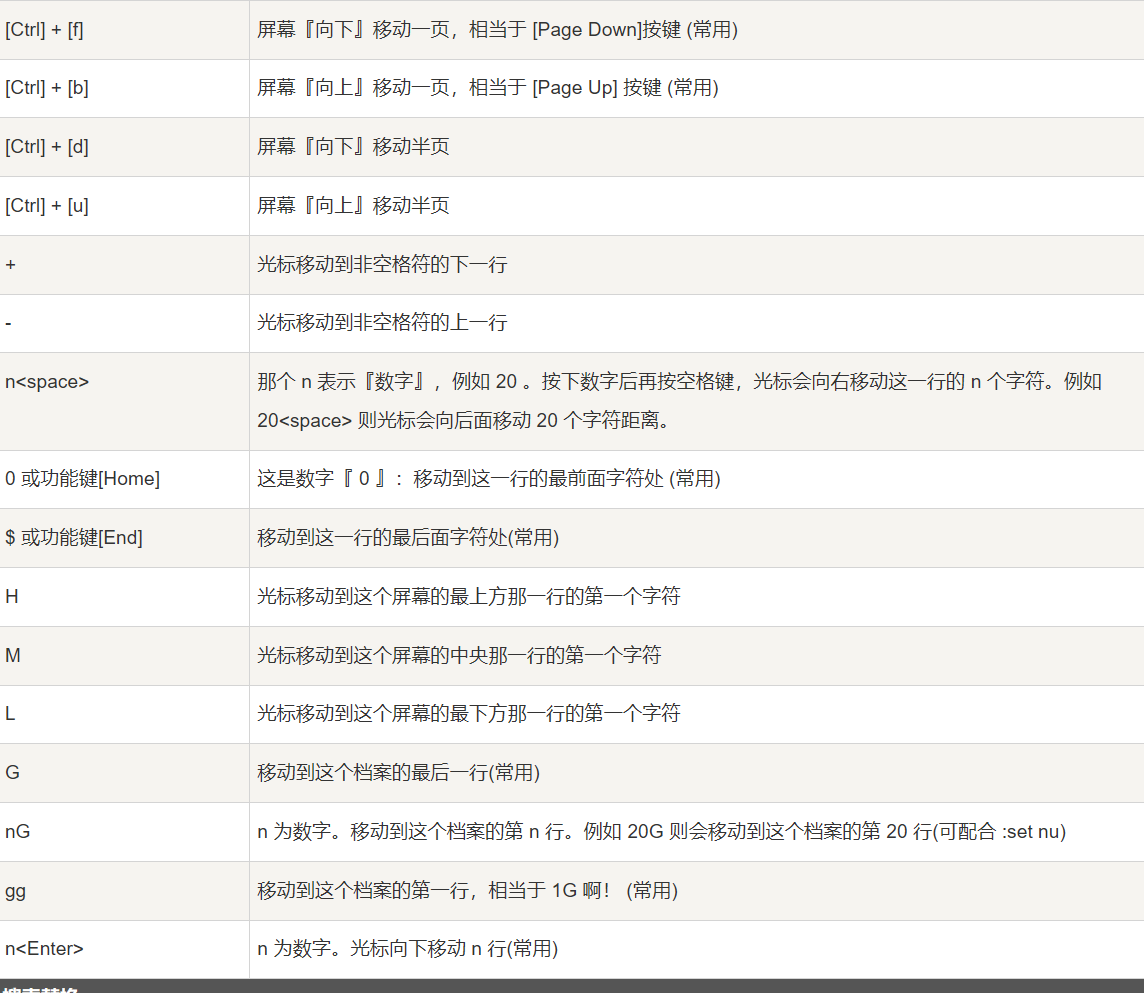 [Ctrl] + [f] 屏幕『向下』移动一页，相当于 [Page Down]按键 (常用)
[Ctrl] + [b] 屏幕『向上』移动一页，相当于 [Page Up] 按键 (常用)
[Ctrl] + [d] 屏幕『向下』移动半页
[Ctrl] + [u] 屏幕『向上』移动半页
+ 光标移动到非空格符的下一行
- 光标移动到非空格符的上一行
n<space> 那个 n 表示『数字』，例如 20 。按下数字后再按空格键，光标会向右移动这一行的 n 个字符。例如
20<space> 则光标会向后面移动 20 个字符距离。
0 或功能键[Home] 这是数字『 0 』：移动到这一行的最前面字符处 (常用)
$ 或功能键[End] 移动到这一行的最后面字符处(常用)
H 光标移动到这个屏幕的最上方那一行的第一个字符
M 光标移动到这个屏幕的中央那一行的第一个字符
L 光标移动到这个屏幕的最下方那一行的第一个字符
G 移动到这个档案的最后一行(常用)
nG n 为数字。移动到这个档案的第 n 行。例如 20G 则会移动到这个档案的第 20 行(可配合 :set nu)
gg 移动到这个档案的第一行，相当于 1G 啊！ (常用)
n<Enter> n 为数字。光标向下移动 n 行(常用)